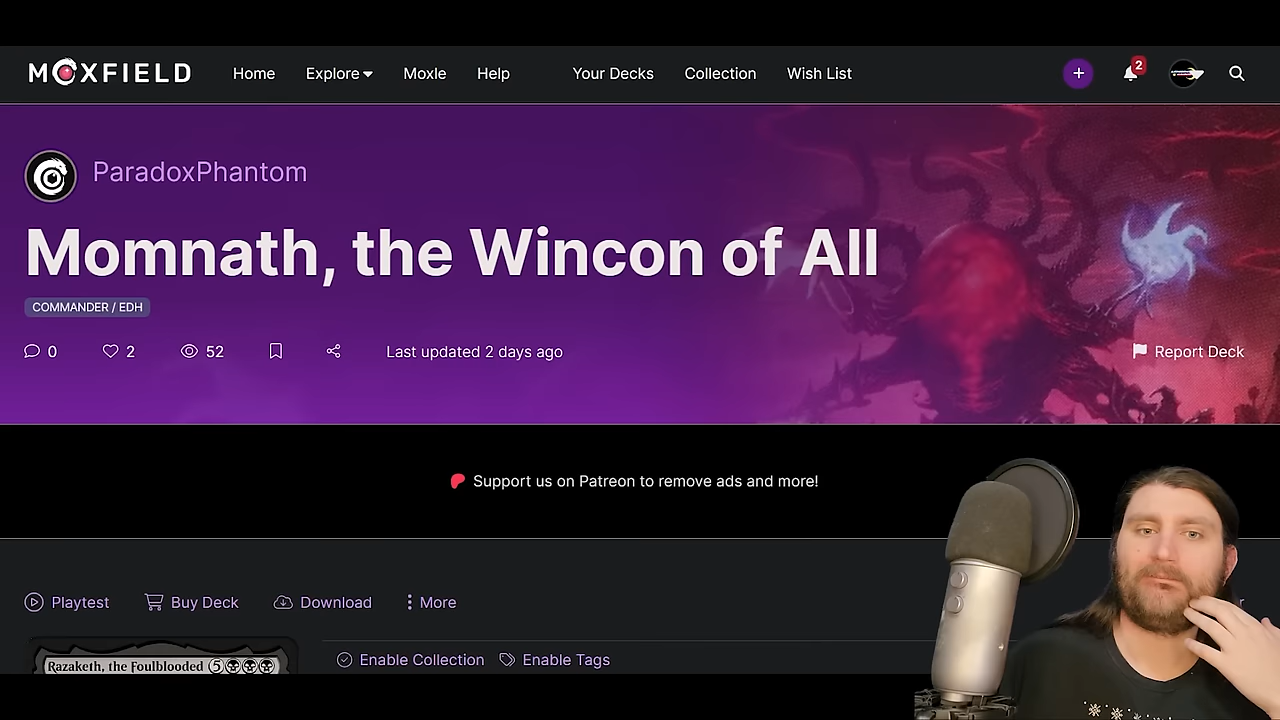 MOXFIELD Home Explore Moxie Help Your Decks Collection Wish List 2
ParadoxPhantom
Momnath, the Wincon of All
COMMANDER / EDH
0 2 52 Last updated 2 days ago Report Deck
Support us on Patreon to remove ads and more!
Playtest Buy Deck Download More
Razaketh, the Foulblooded 5
Enable Collection Enable Tags